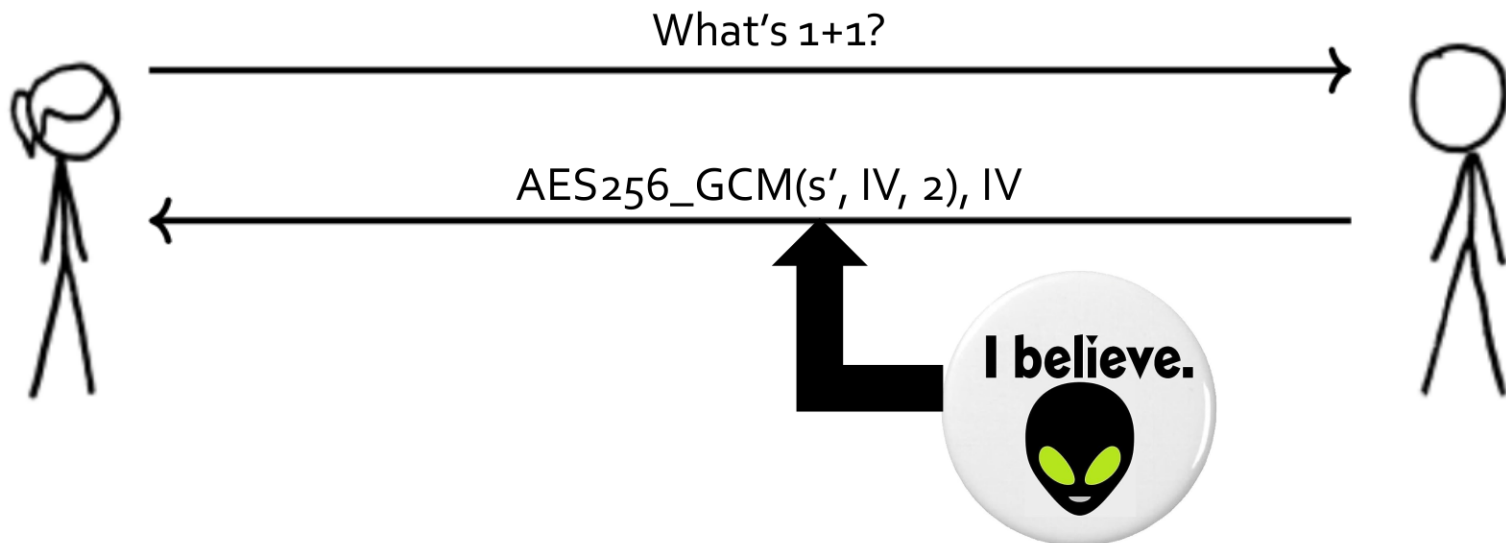 What's 1+1?
AES256_GCM(s', IV, 2), IV
I believe.